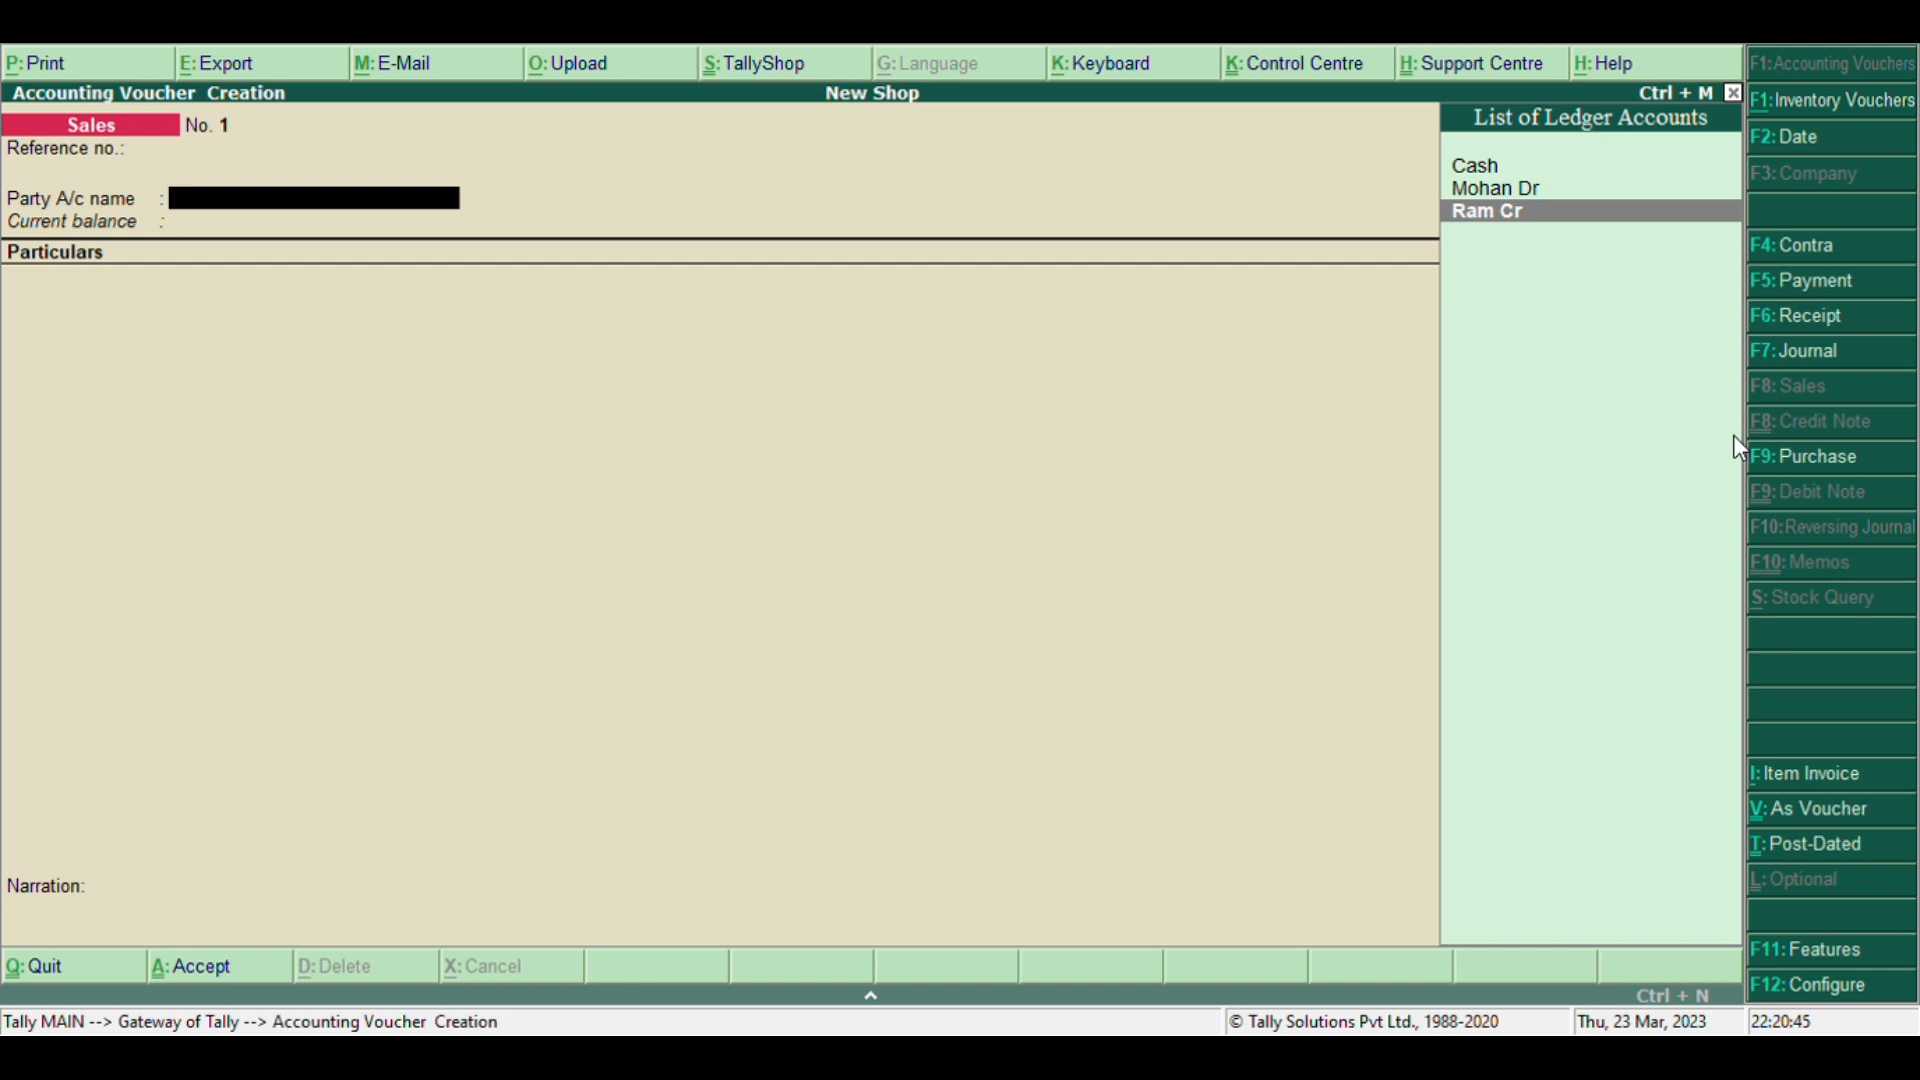 P: Print E: Export M: E-Mail O: Upload S: TallyShop G: Language K: Keyboard K: Control Centre H: Support Centre H: Help
Accounting Voucher Creation New Shop Ctrl + M
Sales No. 1
Reference no.:
Party A/c name :
Current balance :
Particulars
List of Ledger Accounts
Cash
Mohan Dr
Ram Cr
Narration:
F1: Accounting Vouchers
F1: Inventory Vouchers
F2: Date
F3: Company
F4: Contra
F5: Payment
F6: Receipt
F7: Journal
F8: Sales
F8: Credit Note
F9: Purchase
F9: Debit Note
F10: Reversing Journal
F10: Memos
S: Stock Query
I: Item Invoice
V: As Voucher
T: Post-Dated
L: Optional
F11: Features
F12: Configure
Q: Quit A: Accept D: Delete X: Cancel
Ctrl + N
Tally MAIN --> Gateway of Tally --> Accounting Voucher Creation © Tally Solutions Pvt Ltd., 1988-2020 Thu, 23 Mar, 2023 22:20:45